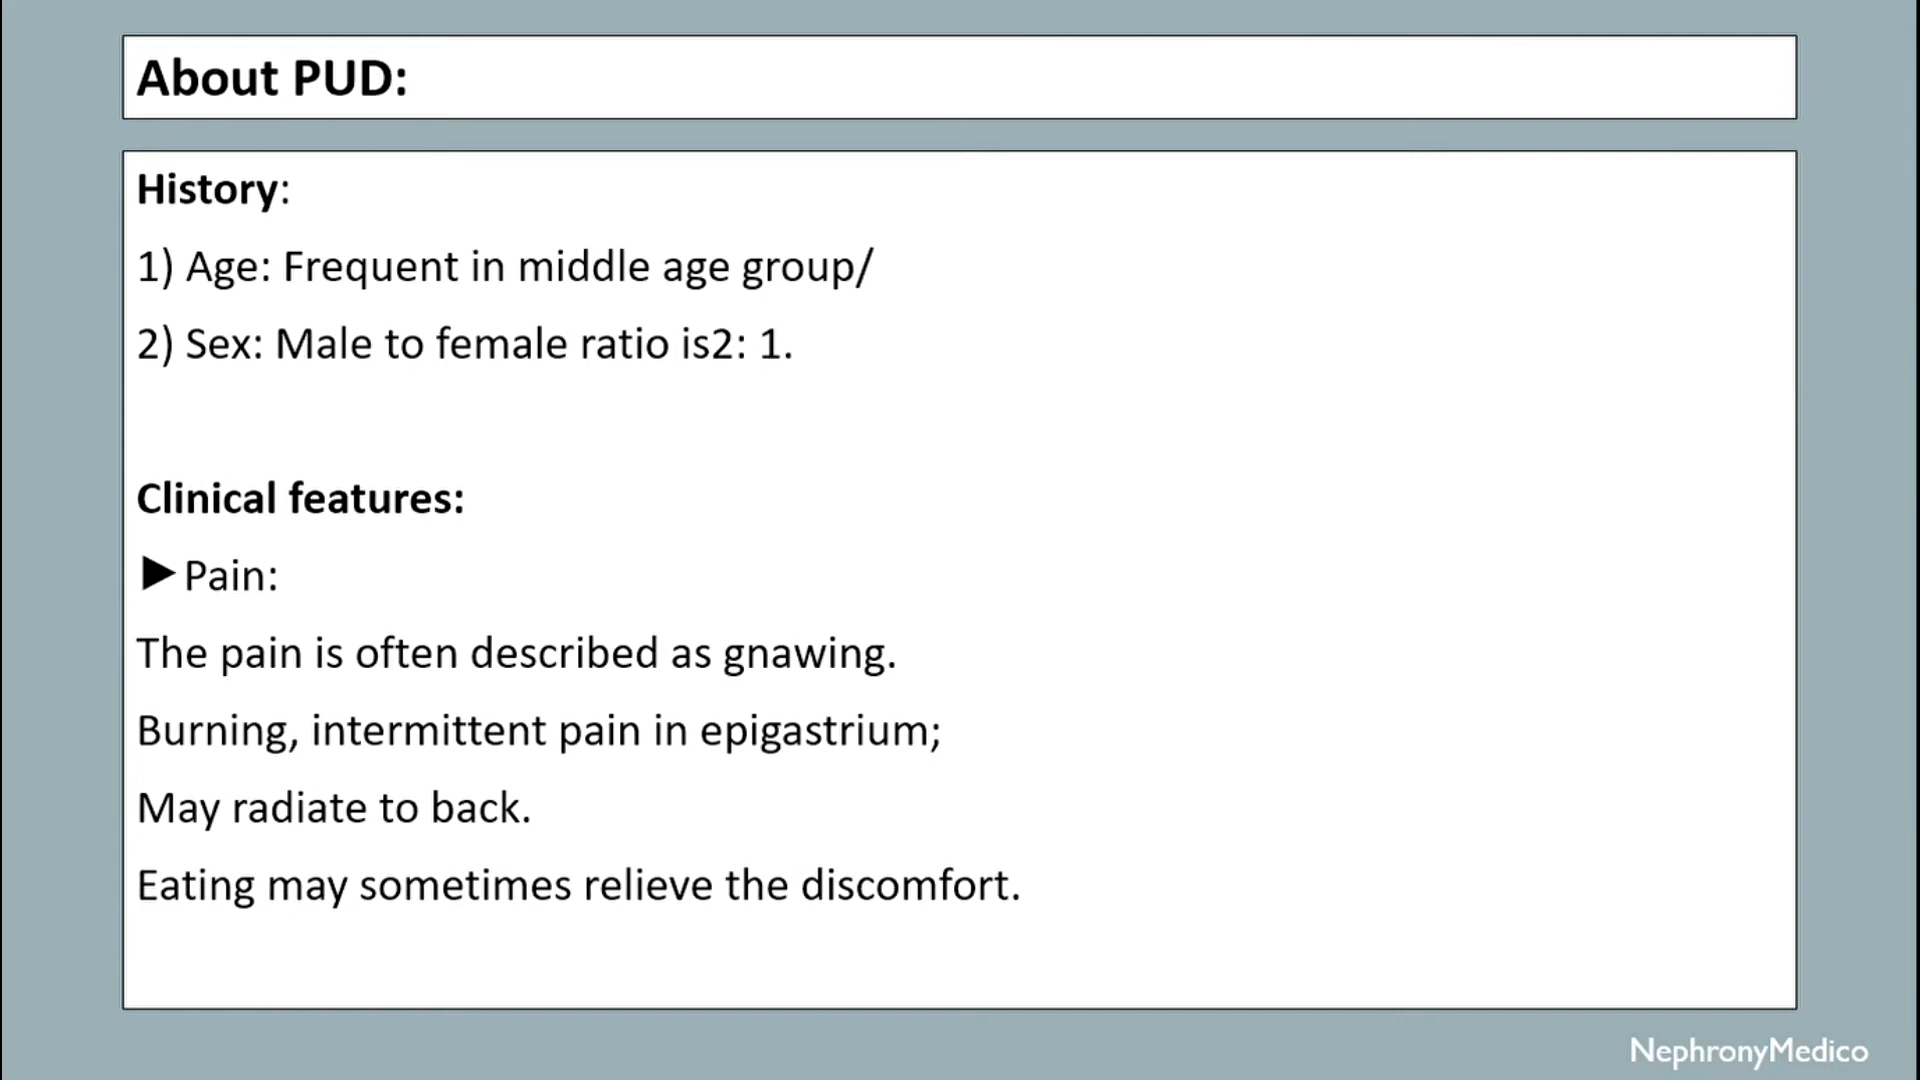 About PUD:
History:
1) Age: Frequent in middle age group/
2) Sex: Male to female ratio is2: 1.
Clinical features:
▶Pain:
The pain is often described as gnawing.
Burning, intermittent pain in epigastrium;
May radiate to back.
Eating may sometimes relieve the discomfort.
NephronyMedico